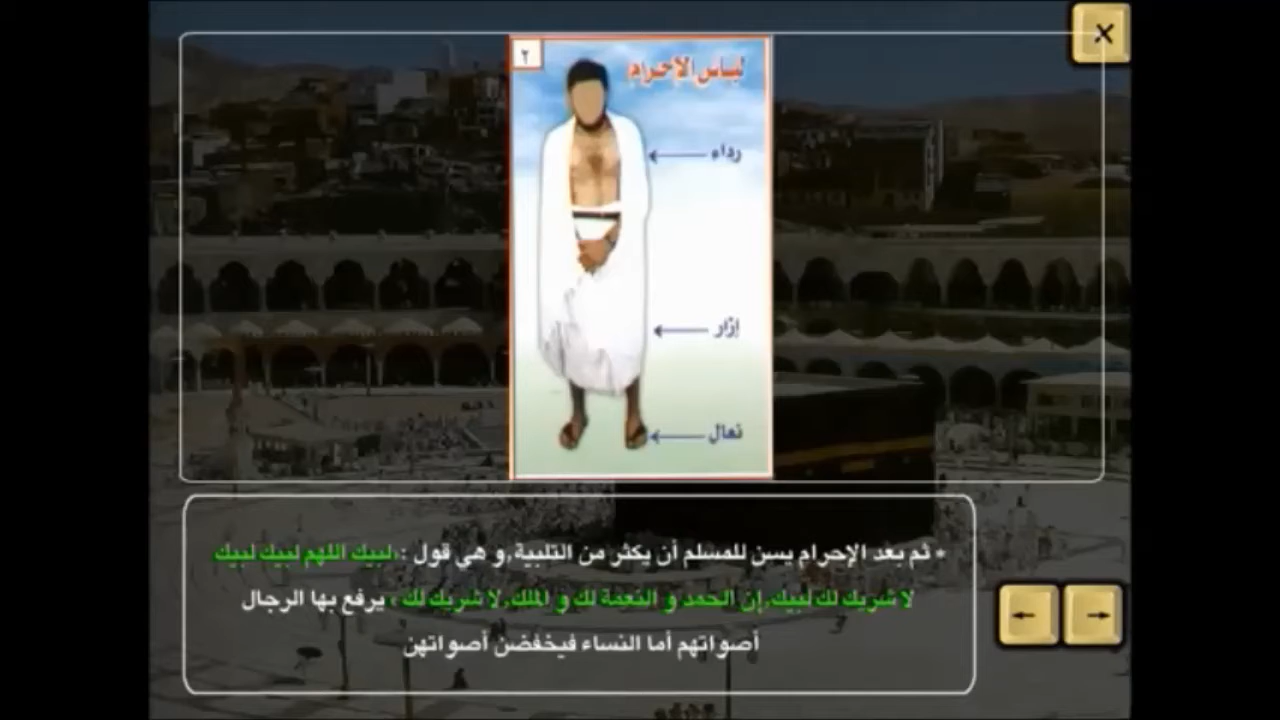 ٢
لباس الإحرام
رداء
إزار
نعال
* ثم بعد الإحرام يسن للمسلم أن يكثر من التلبية,و هي قول :،لبيك اللهم لبيك لبيك
لا شريك لك لبيك,إن الحمد و النعمة لك و الملك,لا شريك لك ، يرفع بها الرجال
أصواتهم أما النساء فيخفضن أصواتهن